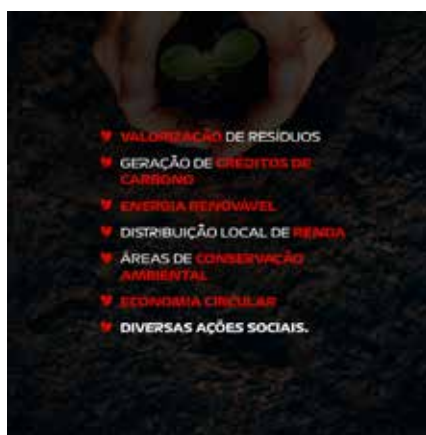 VALORIZAÇÃO DE RESÍDUOS
GERAÇÃO DE CRÉDITOS DE
CARBONO
ENERGIA RENOVÁVEL
DISTRIBUIÇÃO LOCAL DE RENDA
ÁREAS DE CONSERVAÇÃO
AMBIENTAL
ECONOMIA CIRCULAR
DIVERSAS AÇÕES SOCIAIS.